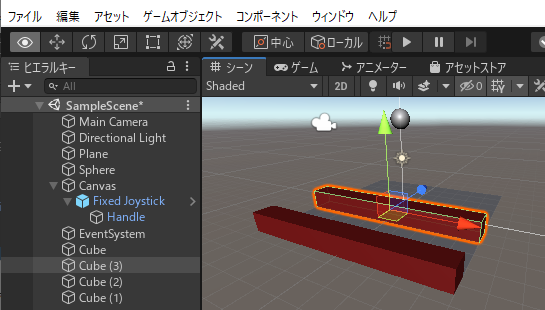 ファイル 編集 アセット ゲームオブジェクト コンポーネント ウィンドウ ヘルプ
中心 ローカル
ヒエラルキー
All
SampleScene*
Main Camera
Directional Light
Plane
Sphere
Canvas
Fixed Joystick
Handle
EventSystem
Cube
Cube (3)
Cube (2)
Cube (1)
シーン ゲーム アニメーター アセットストア
Shaded 2D 0